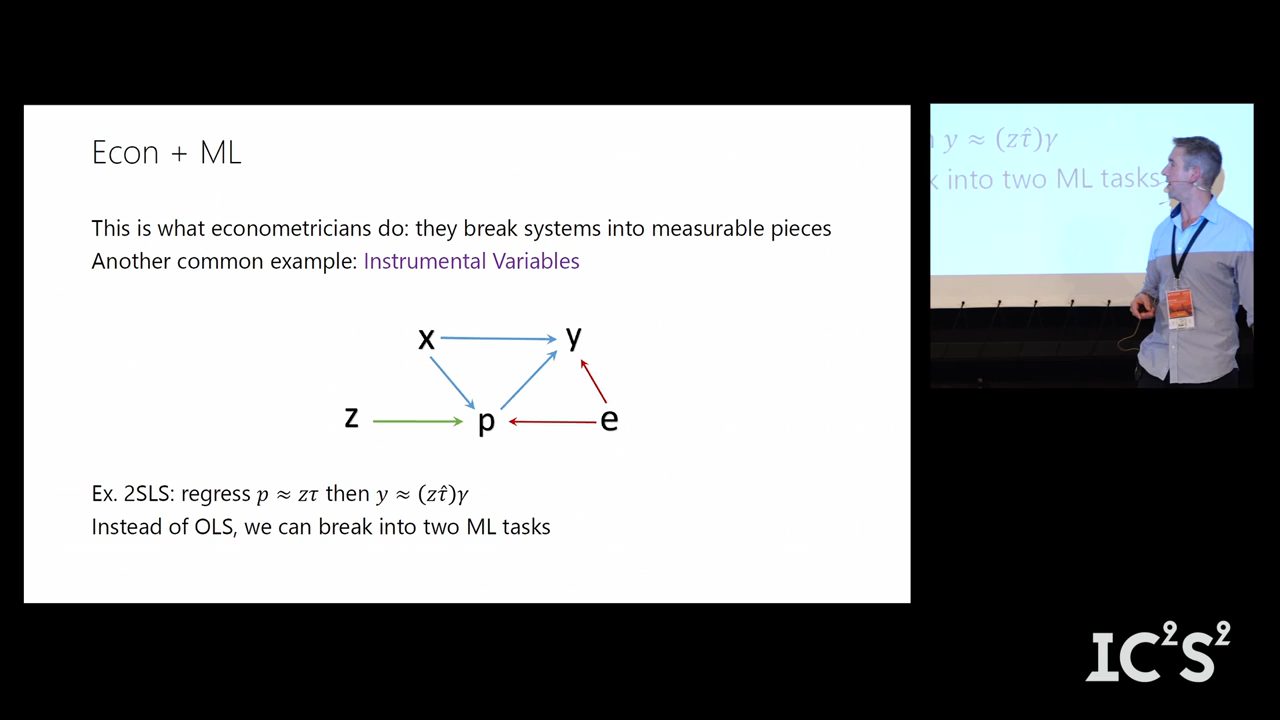 Econ + ML
This is what econometricians do: they break systems into measurable pieces
Another common example: Instrumental Variables
x
y
z
p
e
Ex. 2SLS: regress p ≈ zτ then y ≈ (zτ̂)γ
Instead of OLS, we can break into two ML tasks
y ≈ (zτ̂)γ
into two ML tasks
IC²S²